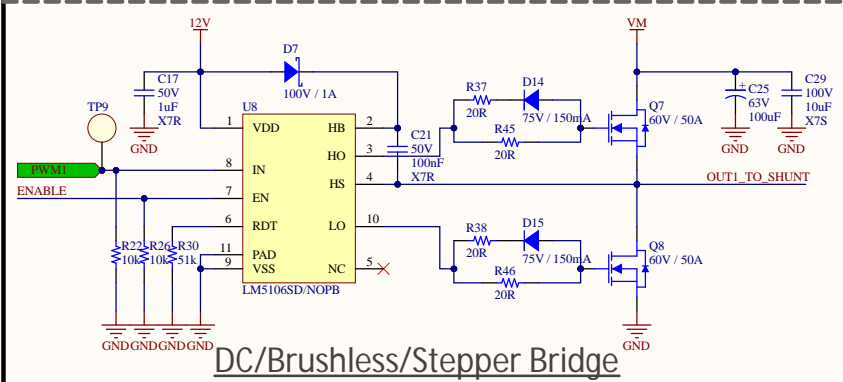 12V
VM
D7
100V / 1A
C17
50V
1uF
X7R
GND
TP9
U8
1 VDD HB 2
HO 3
8 IN HS 4
7 EN
6 RDT LO 10
11 PAD
9 VSS NC 5
LM5106SD/NOPB
PWM1
ENABLE
C21
50V
100nF
X7R
R37
20R
D14
75V / 150mA
R45
20R
Q7
60V / 50A
C25
63V
100uF
GND
C29
100V
10uF
X7S
GND
OUT1_TO_SHUNT
R38
20R
D15
75V / 150mA
R46
20R
Q8
60V / 50A
R22
10k
R26
10k
R30
51k
GND GND GND GND
GND
DC/Brushless/Stepper Bridge